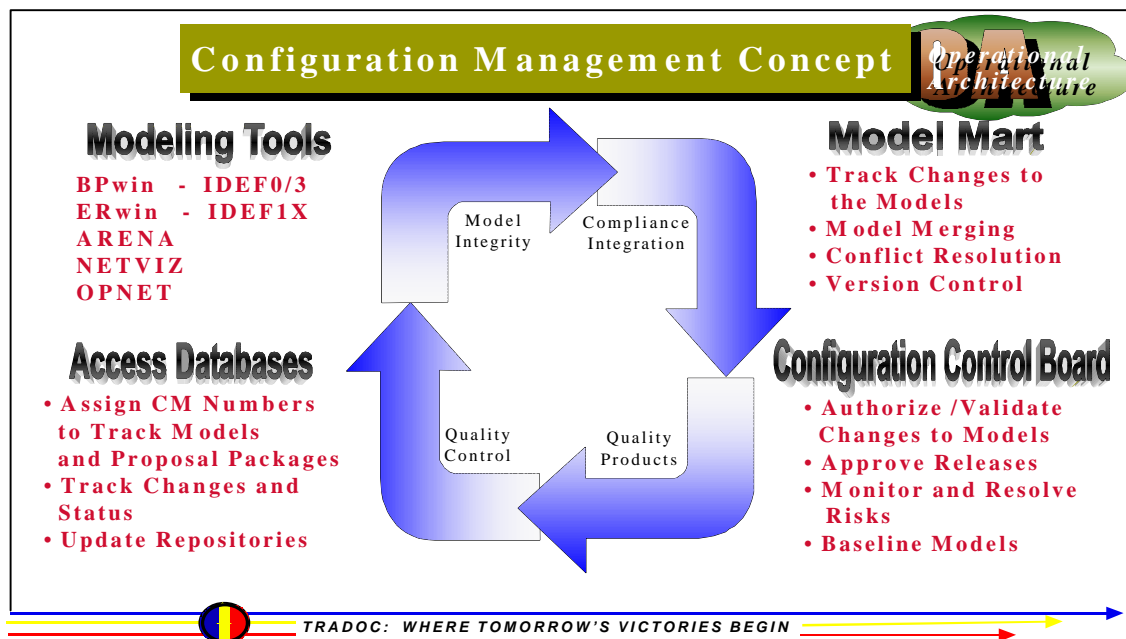 Configuration Management Concept
Operational
Architecture
Modeling Tools
BPwin - IDEF0/3
ERwin - IDEF1X
ARENA
NETVIZ
OPNET
Model
Integrity
Compliance
Integration
Model Mart
• Track Changes to
the Models
• Model Merging
• Conflict Resolution
• Version Control
Access Databases
• Assign CM Numbers
to Track Models
and Proposal Packages
• Track Changes and
Status
• Update Repositories
Quality
Control
Quality
Products
Configuration Control Board
• Authorize /Validate
Changes to Models
• Approve Releases
• Monitor and Resolve
Risks
• Baseline Models
TRADOC: WHERE TOMORROW'S VICTORIES BEGIN